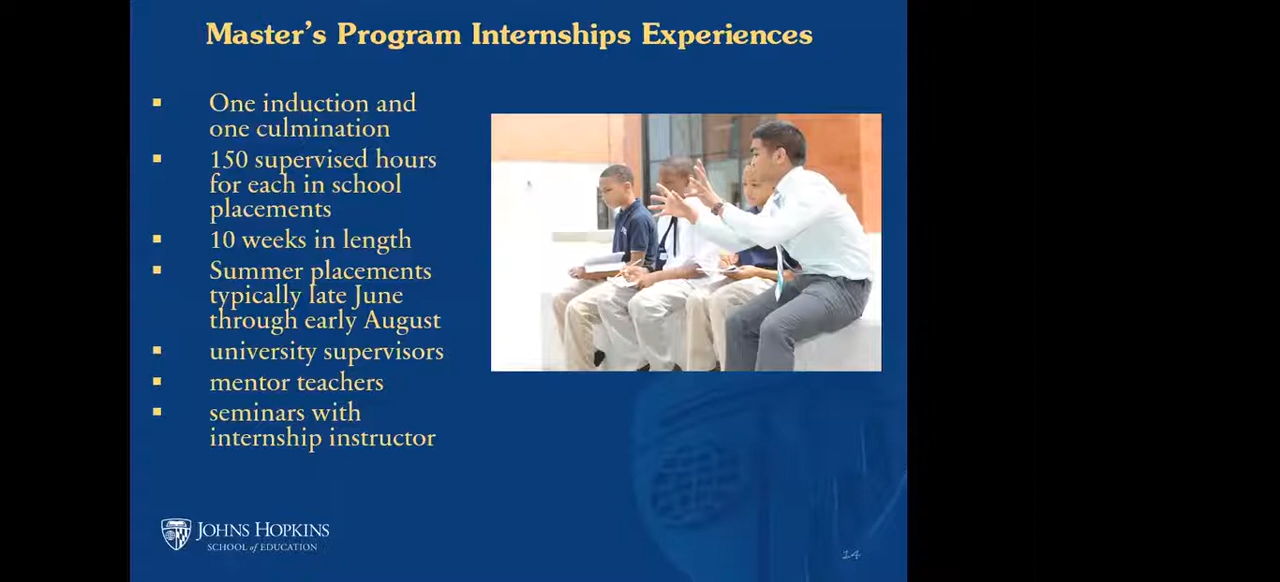 Master's Program Internships Experiences
▪ One induction and
one culmination
▪ 150 supervised hours
for each in school
placements
▪ 10 weeks in length
▪ Summer placements
typically late June
through early August
▪ university supervisors
▪ mentor teachers
▪ seminars with
internship instructor
JOHNS HOPKINS
SCHOOL of EDUCATION
14